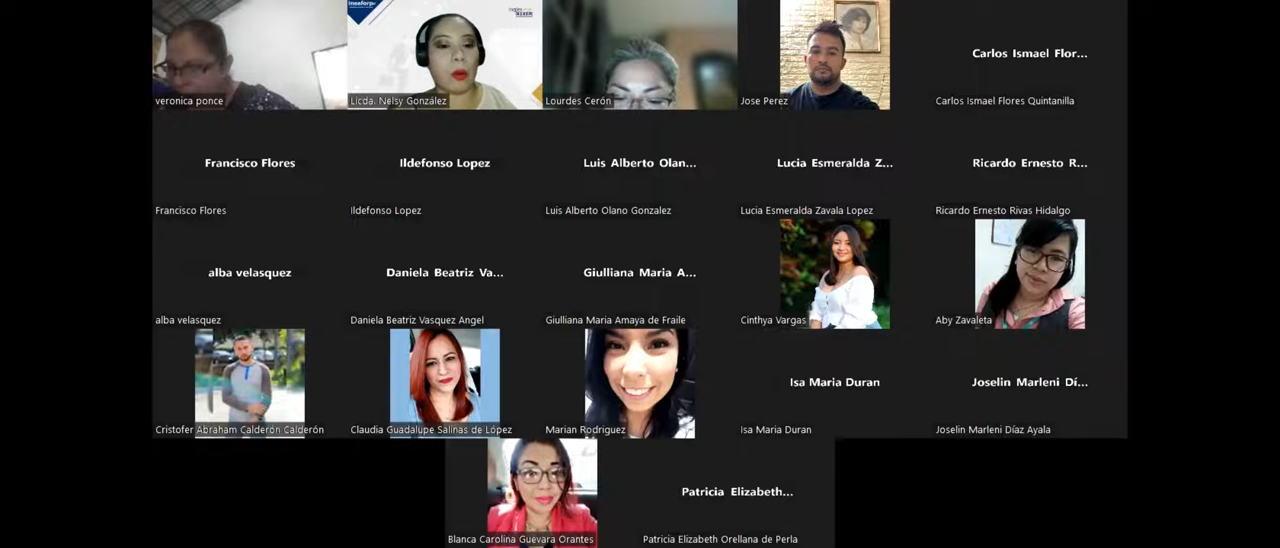 Insaforp
veronica ponce
Licda. Nelsy González
Lourdes Cerón
Jose Perez
Carlos Ismael Flor...
Carlos Ismael Flores Quintanilla
Francisco Flores
Francisco Flores
Ildefonso Lopez
Ildefonso Lopez
Luis Alberto Olan...
Luis Alberto Olano Gonzalez
Lucia Esmeralda Z...
Lucia Esmeralda Zavala Lopez
Ricardo Ernesto R...
Ricardo Ernesto Rivas Hidalgo
alba velasquez
alba velasquez
Daniela Beatriz Va...
Daniela Beatriz Vasquez Angel
Giulliana Maria A...
Giulliana Maria Amaya de Fraile
Cinthya Vargas
Aby Zavaleta
Cristofer Abraham Calderón Calderón
Claudia Guadalupe Salinas de López
Marian Rodriguez
Isa Maria Duran
Isa Maria Duran
Joselin Marleni Dí...
Joselin Marleni Díaz Ayala
Blanca Carolina Guevara Orantes
Patricia Elizabeth...
Patricia Elizabeth Orellana de Perla